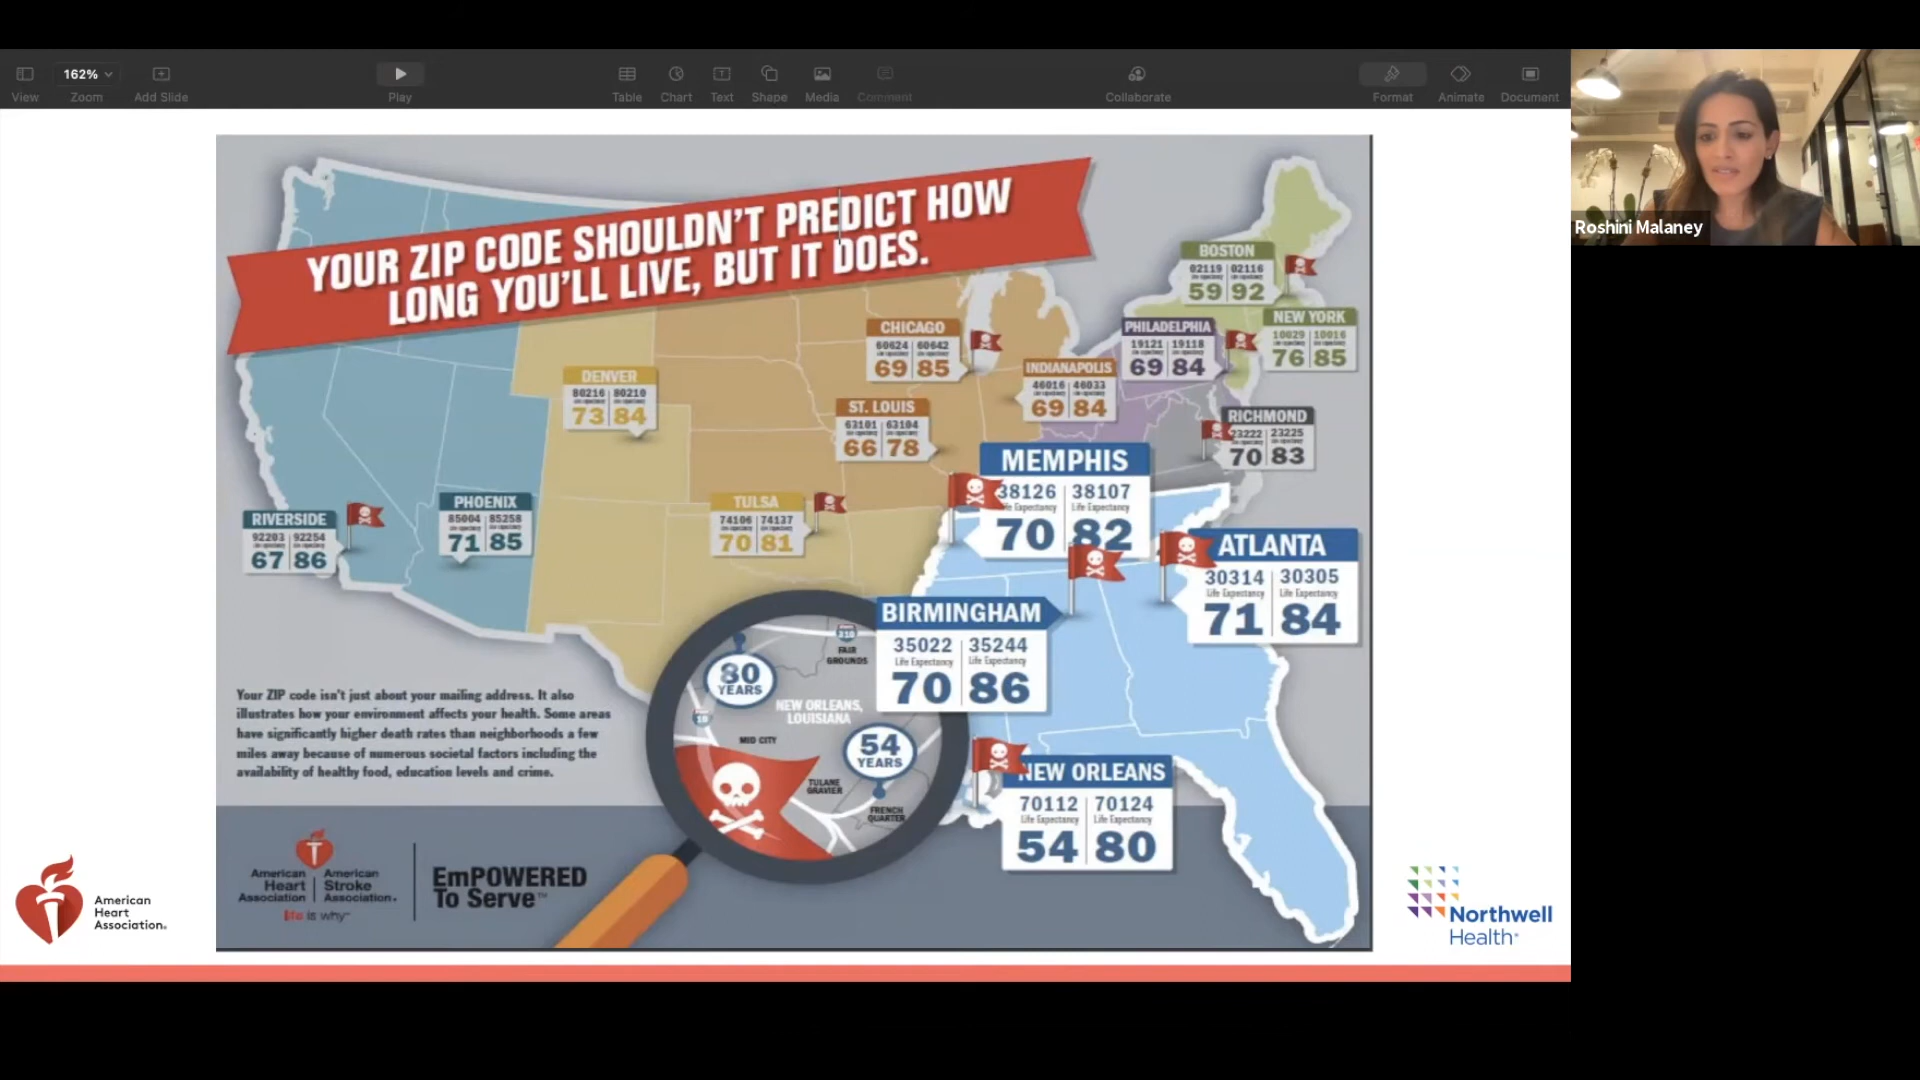 162%
View
Zoom
Add Slide
Play
Table
Chart
Text
Shape
Media
Comment
Collaborate
Format
Animate
Document
Roshini Malaney
YOUR ZIP CODE SHOULDN'T PREDICT HOW
LONG YOU'LL LIVE, BUT IT DOES.
BOSTON
02119 02116
59 92
NEW YORK
10029 10016
76 85
PHILADELPHIA
19121 19118
69 84
CHICAGO
60624 60642
69 85
INDIANAPOLIS
46016 46033
69 84
DENVER
80216 80210
73 84
ST. LOUIS
63101 63104
66 78
RICHMOND
23222 23225
70 83
MEMPHIS
38126 38107
Life Expectancy Life Expectancy
70 82
RIVERSIDE
92203 92254
67 86
PHOENIX
85004 85258
71 85
TULSA
74106 74137
70 81
ATLANTA
30314 30305
Life Expectancy Life Expectancy
71 84
BIRMINGHAM
35022 35244
Life Expectancy Life Expectancy
70 86
210
FAIR
GROUNDS
80
YEARS
NEW ORLEANS,
LOUISIANA
10
MID CITY
54
YEARS
TULANE
GRAVIER
FRENCH
QUARTER
NEW ORLEANS
70112 70124
Life Expectancy Life Expectancy
54 80
Your ZIP code isn't just about your mailing address. It also
illustrates how your environment affects your health. Some areas
have significantly higher death rates than neighborhoods a few
miles away because of numerous societal factors including the
availability of healthy food, education levels and crime.
American American
Heart Stroke
Association Association®
life is why™
EmPOWERED
To Serve™
American
Heart
Association®
Northwell
Health®